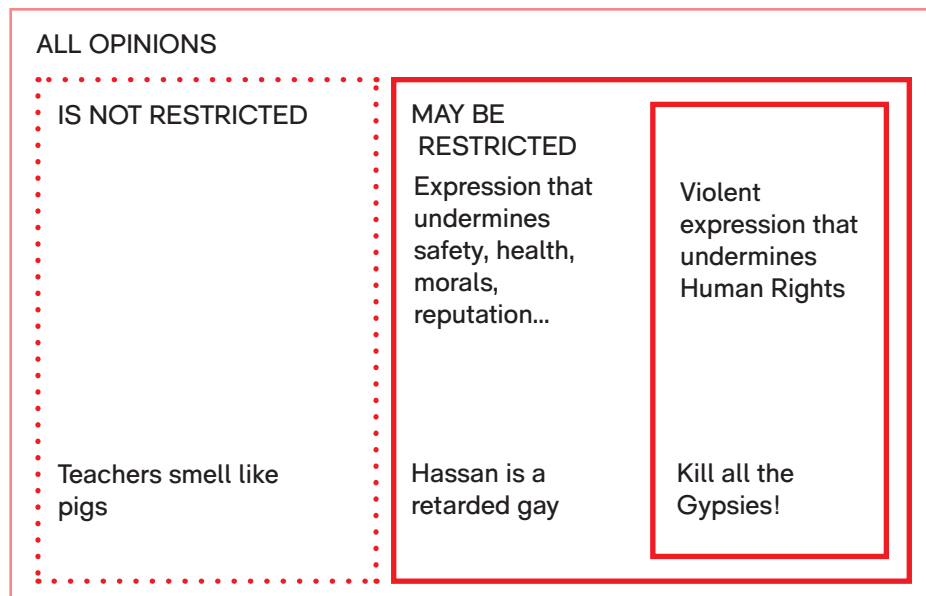 ALL OPINIONS
IS NOT RESTRICTED
Teachers smell like
pigs
MAY BE
RESTRICTED
Expression that
undermines
safety, health,
morals,
reputation...
Hassan is a
retarded gay
Violent
expression that
undermines
Human Rights
Kill all the
Gypsies!